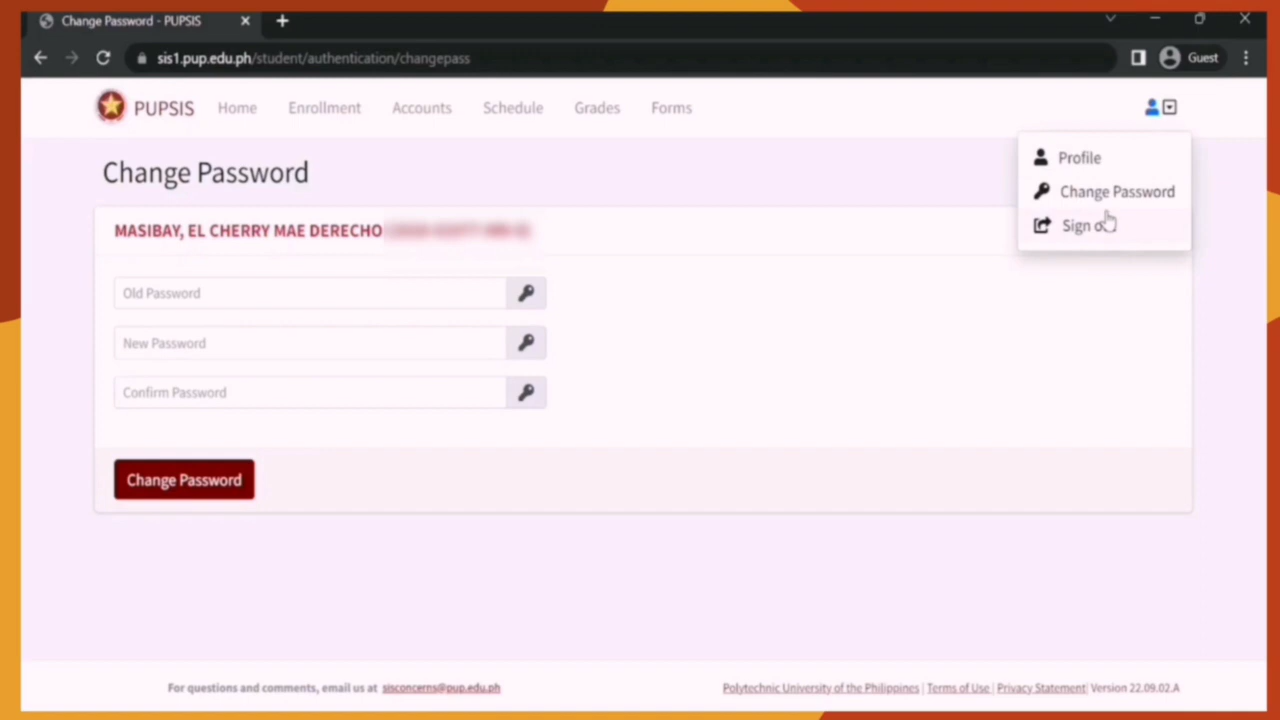 Change Password - PUPSIS
sis1.pup.edu.ph/student/authentication/changepass
Guest
PUPSIS Home Enrollment Accounts Schedule Grades Forms
Profile
Change Password
Sign
Change Password
MASIBAY, EL CHERRY MAE DERECHO
Old Password
New Password
Confirm Password
Change Password
For questions and comments, email us at sisconcerns@pup.edu.ph
Polytechnic University of the Philippines | Terms of Use | Privacy Statement| Version 22.09.02.A